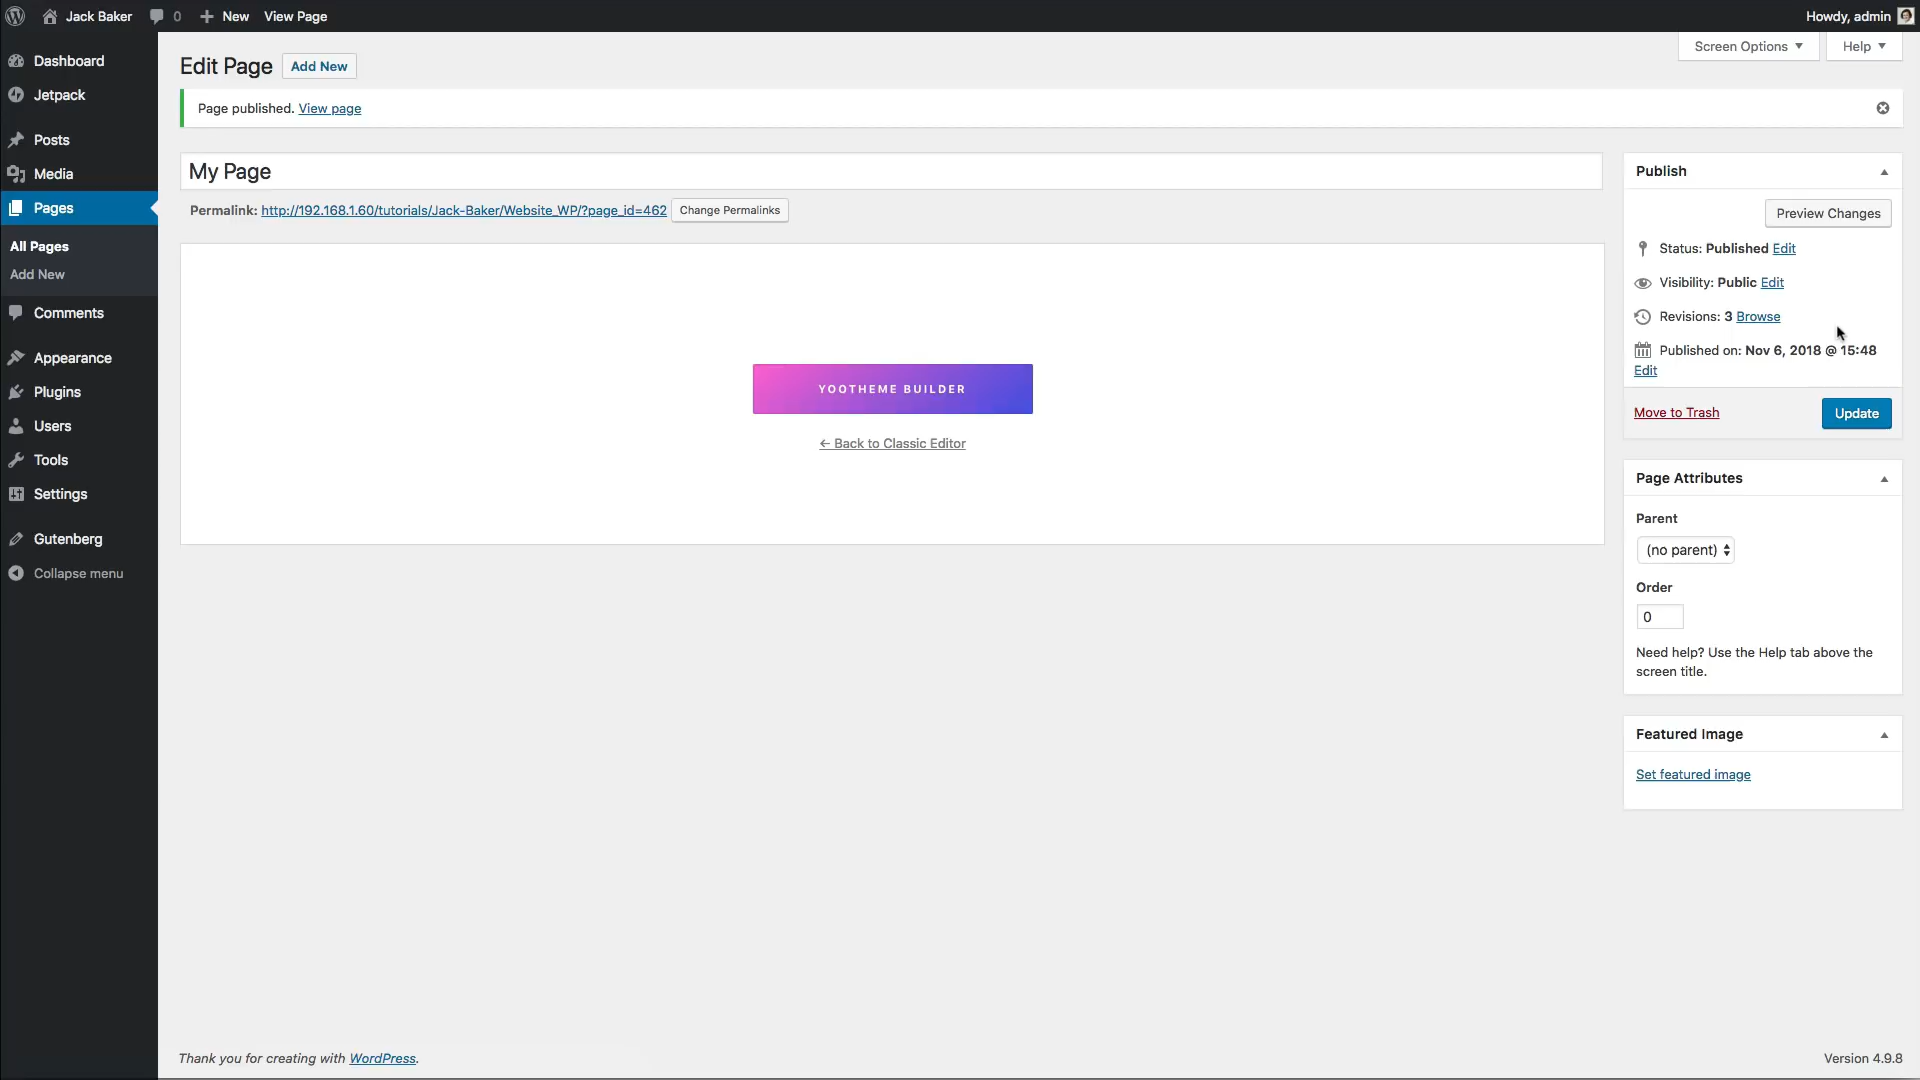 Jack Baker 0 New View Page Howdy, admin
Dashboard
Jetpack
Posts
Media
Pages
All Pages
Add New
Comments
Appearance
Plugins
Users
Tools
Settings
Gutenberg
Collapse menu
Screen Options Help
Edit Page Add New
Page published. View page
My Page
Permalink: http://192.168.1.60/tutorials/Jack-Baker/Website_WP/?page_id=462 Change Permalinks
YOOTHEME BUILDER
← Back to Classic Editor
Publish
Preview Changes
Status: Published Edit
Visibility: Public Edit
Revisions: 3 Browse
Published on: Nov 6, 2018 @ 15:48
Edit
Move to Trash Update
Page Attributes
Parent
(no parent)
Order
0
Need help? Use the Help tab above the
screen title.
Featured Image
Set featured image
Thank you for creating with WordPress. Version 4.9.8